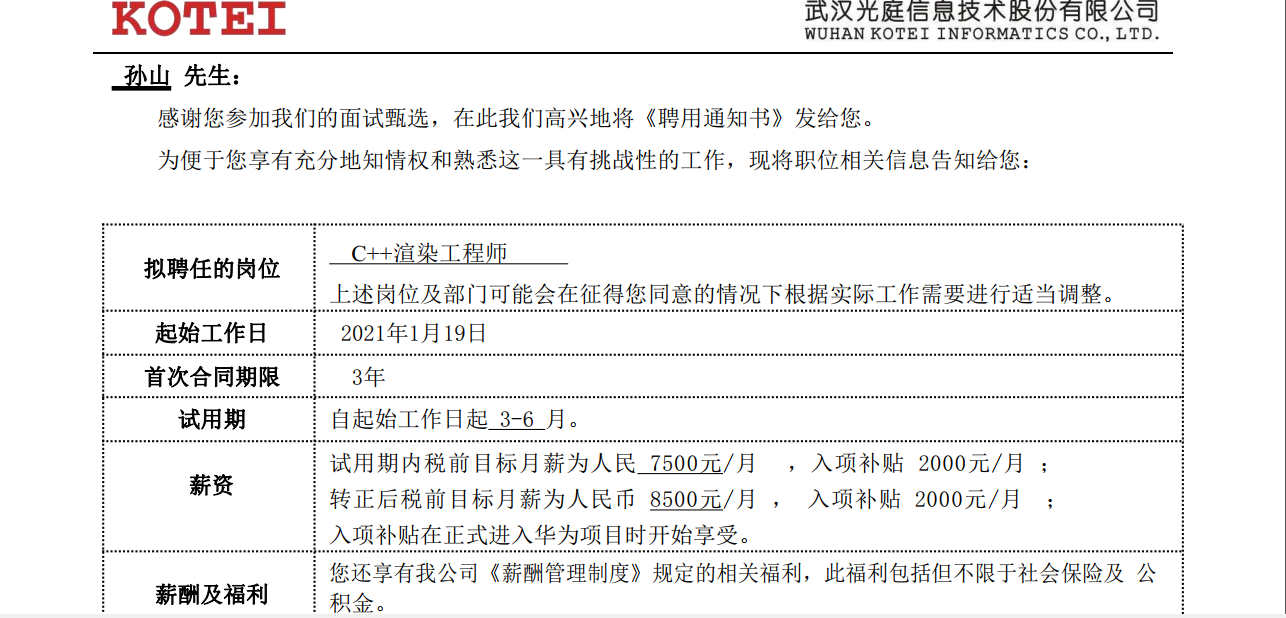 KOTEI
武汉光庭信息技术股份有限公司
WUHAN KOTEI INFORMATICS CO., LTD.
孙山 先生：
感谢您参加我们的面试甄选，在此我们高兴地将《聘用通知书》发给您。
为便于您享有充分地知情权和熟悉这一具有挑战性的工作，现将职位相关信息告知给您：
拟聘任的岗位
C++渲染工程师
上述岗位及部门可能会在征得您同意的情况下根据实际工作需要进行适当调整。
起始工作日
2021年1月19日
首次合同期限
3年
试用期
自起始工作日起 3-6 月。
薪资
试用期内税前目标月薪为人民 7500元/月 ，入项补贴 2000元/月 ；
转正后税前目标月薪为人民币 8500元/月 ， 入项补贴 2000元/月 ；
入项补贴在正式进入华为项目时开始享受。
薪酬及福利
您还享有我公司《薪酬管理制度》规定的相关福利，此福利包括但不限于社会保险及 公
积金。